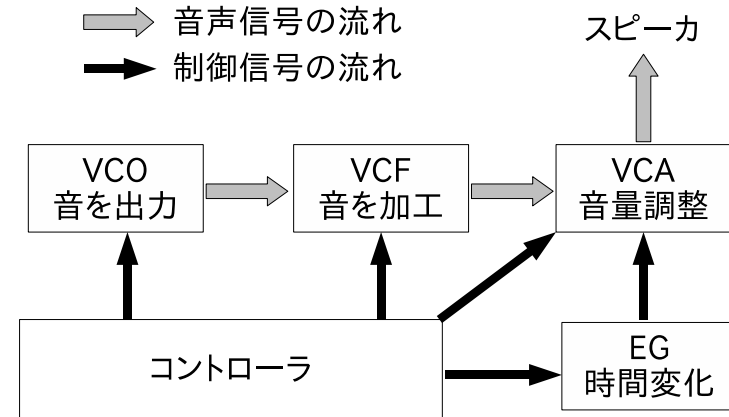 音声信号の流れ
制御信号の流れ
スピーカ
VCO
音を出力
VCF
音を加工
VCA
音量調整
コントローラ
EG
時間変化